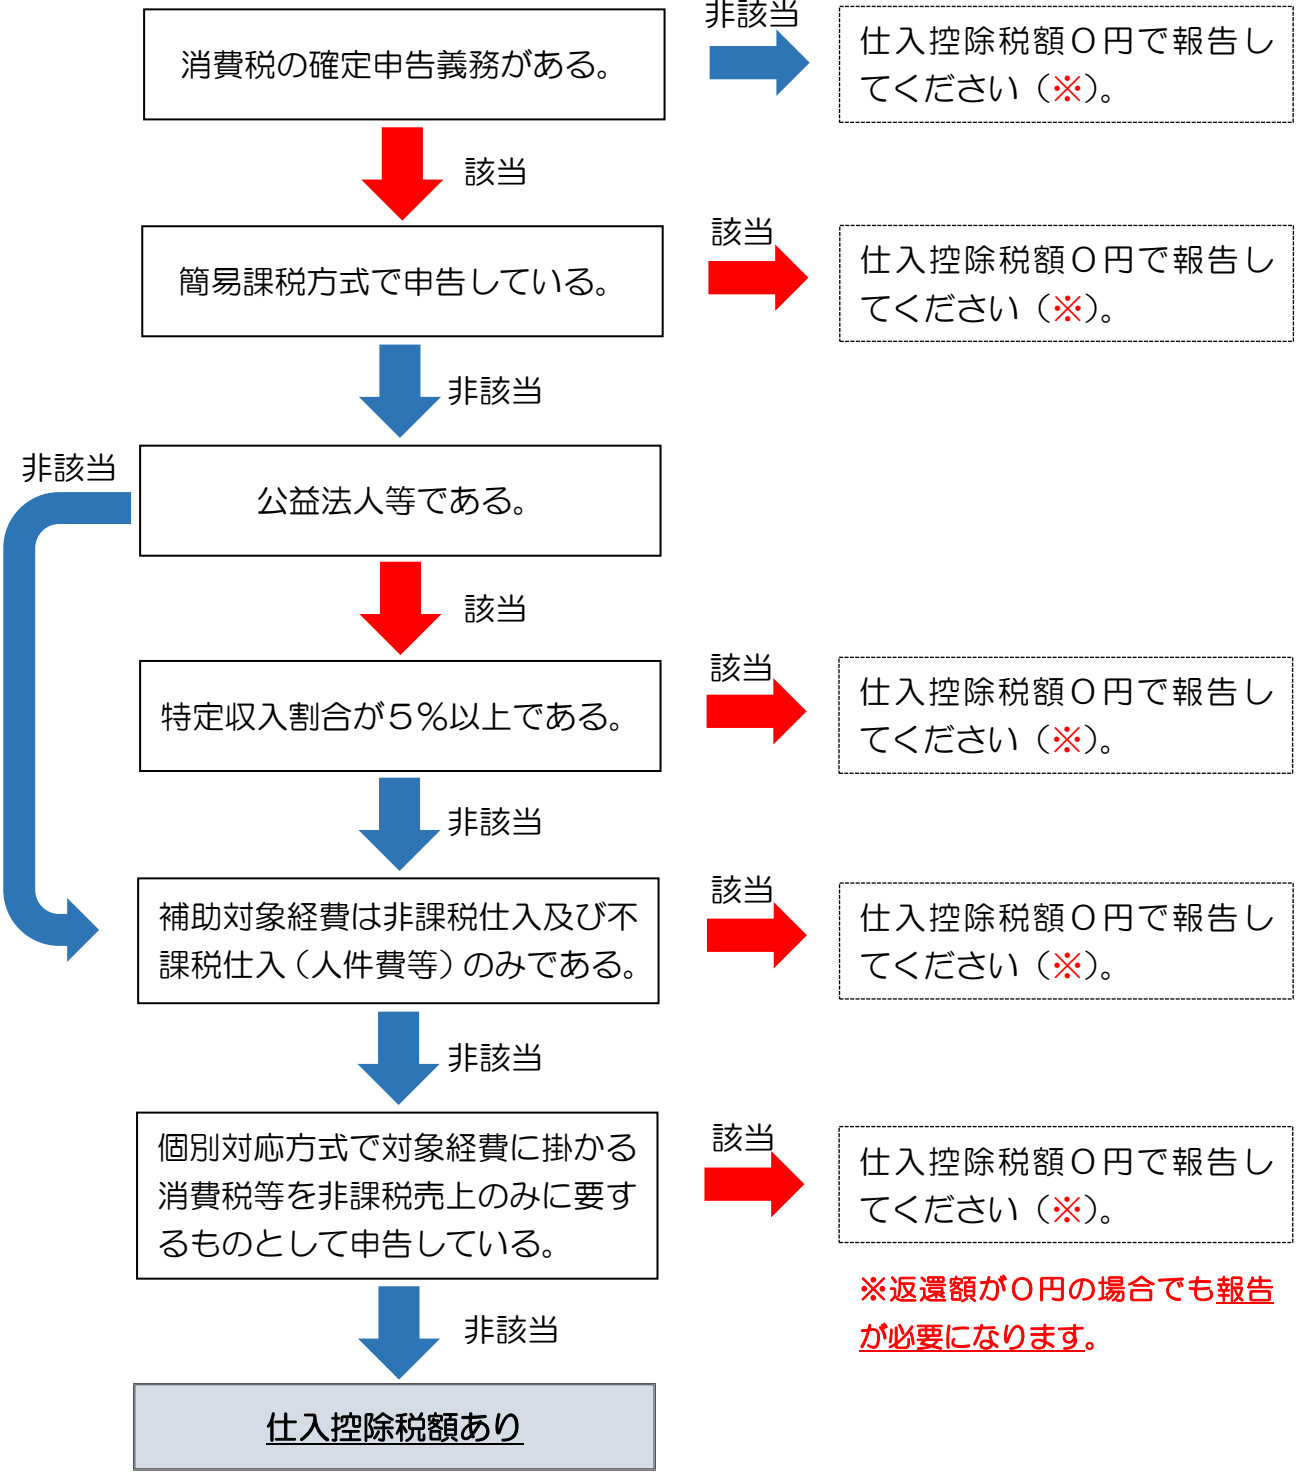 非該当
消費税の確定申告義務がある。
仕入控除税額０円で報告し
てください（※）。
該当
簡易課税方式で申告している。
該当
仕入控除税額０円で報告し
てください（※）。
非該当
非該当
公益法人等である。
該当
特定収入割合が５％以上である。
該当
仕入控除税額０円で報告し
てください（※）。
非該当
補助対象経費は非課税仕入及び不
課税仕入（人件費等）のみである。
該当
仕入控除税額０円で報告し
てください（※）。
非該当
個別対応方式で対象経費に掛かる
消費税等を非課税売上のみに要す
るものとして申告している。
該当
仕入控除税額０円で報告し
てください（※）。
※返還額が０円の場合でも報告
が必要になります。
非該当
仕入控除税額あり